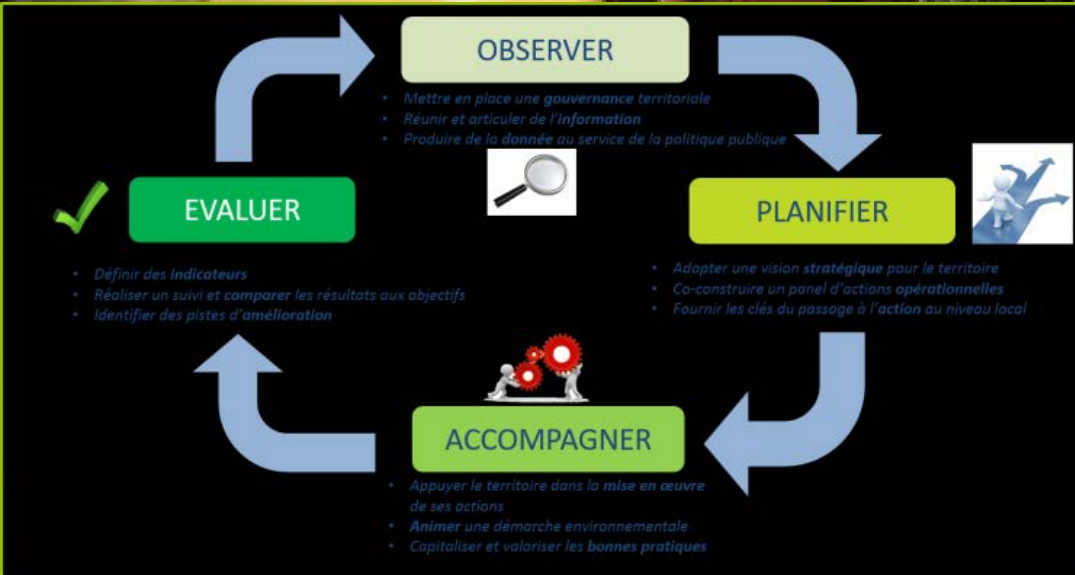 OBSERVER
• Mettre en place une gouvernance territoriale
• Réunir et articuler de l'information
• Produire de la donnée au service de la politique publique
EVALUER
• Définir des indicateurs
• Réaliser un suivi et comparer les résultats aux objectifs
• Identifier des pistes d'amélioration
PLANIFIER
• Adopter une vision stratégique pour le territoire
• Co-construire un panel d'actions opérationnelles
• Fournir les clés du passage à l'action au niveau local
ACCOMPAGNER
• Appuyer le territoire dans la mise en œuvre
de ses actions
• Animer une démarche environnementale
• Capitaliser et valoriser les bonnes pratiques